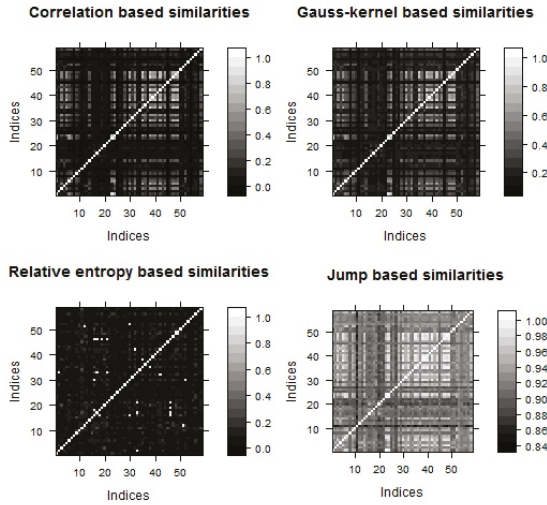 Correlation based similarities
Indices
50
40
30
20
10
10 20 30 40 50
Indices
1.0
0.8
0.6
0.4
0.2
0.0
Gauss-kernel based similarities
Indices
50
40
30
20
10
10 20 30 40 50
Indices
1.0
0.8
0.6
0.4
0.2
Relative entropy based similarities
Indices
50
40
30
20
10
10 20 30 40 50
Indices
1.0
0.8
0.6
0.4
0.2
0.0
Jump based similarities
Indices
50
40
30
20
10
10 20 30 40 50
Indices
1.00
0.98
0.96
0.94
0.92
0.90
0.88
0.86
0.84